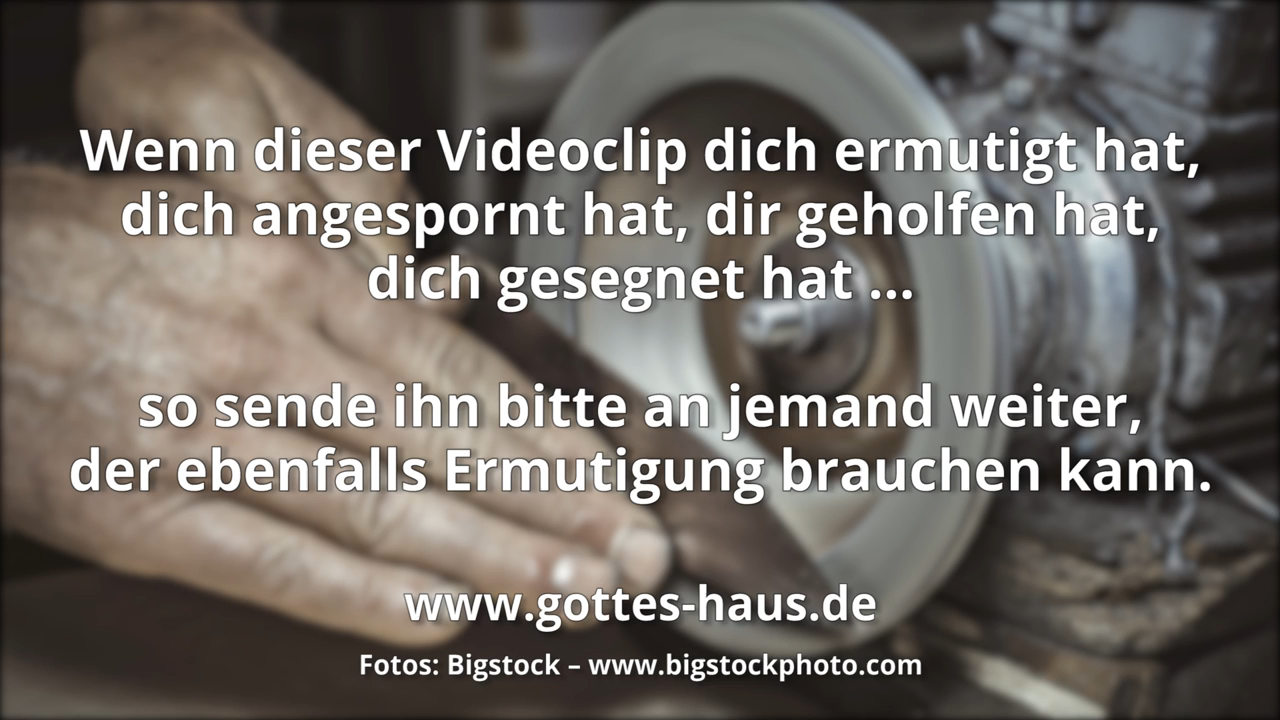 Wenn dieser Videoclip dich ermutigt hat,
dich angespornt hat, dir geholfen hat,
dich gesegnet hat ...
so sende ihn bitte an jemand weiter,
der ebenfalls Ermutigung brauchen kann.
www.gottes-haus.de
Fotos: Bigstock – www.bigstockphoto.com